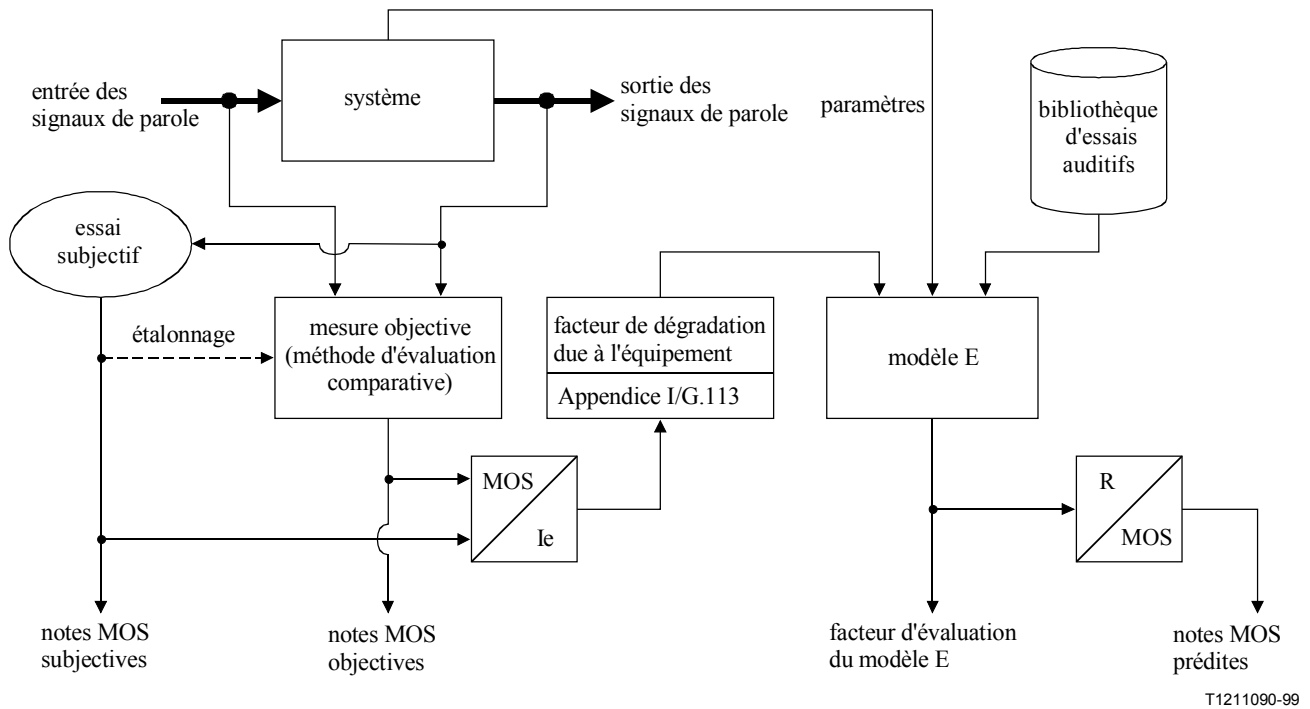 entrée des
signaux de parole
système
sortie des
signaux de parole
paramètres
bibliothèque
d'essais
auditifs
essai
subjectif
étalonnage
mesure objective
(méthode d'évaluation
comparative)
facteur de dégradation
due à l'équipement
Appendice I/G.113
modèle E
MOS
Ie
R
MOS
notes MOS
subjectives
notes MOS
objectives
facteur d'évaluation
du modèle E
notes MOS
prédites
T1211090-99